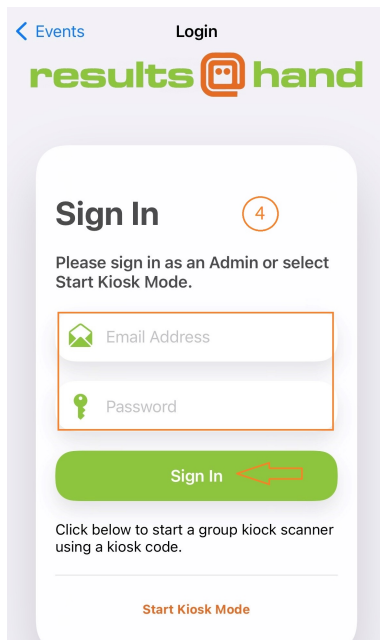 Events
Login
results@hand
Sign In
4
Please sign in as an Admin or select
Start Kiosk Mode.
Email Address
Password
Sign In
Click below to start a group kiock scanner
using a kiosk code.
Start Kiosk Mode